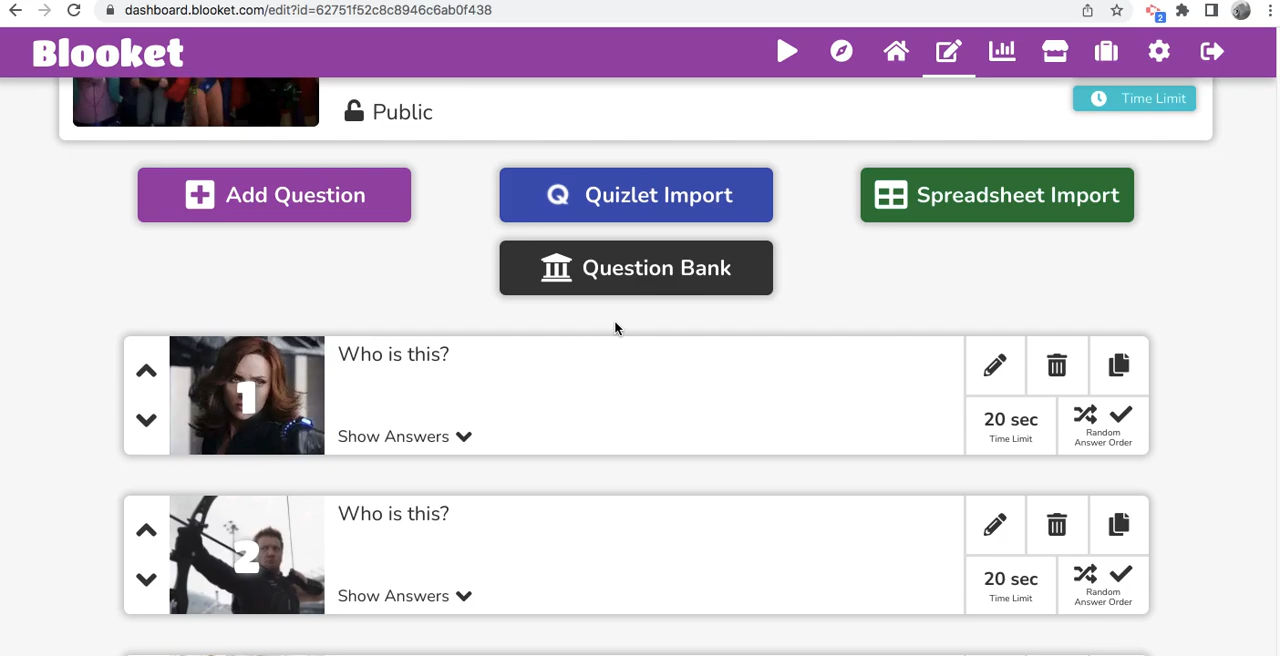 dashboard.blooket.com/edit?id=62751f52c8c8946c6ab0f438
2
Blooket
Public
Time Limit
Add Question
Q Quizlet Import
Spreadsheet Import
Question Bank
1
Who is this?
Show Answers
20 sec
Time Limit
Random
Answer Order
2
Who is this?
Show Answers
20 sec
Time Limit
Random
Answer Order